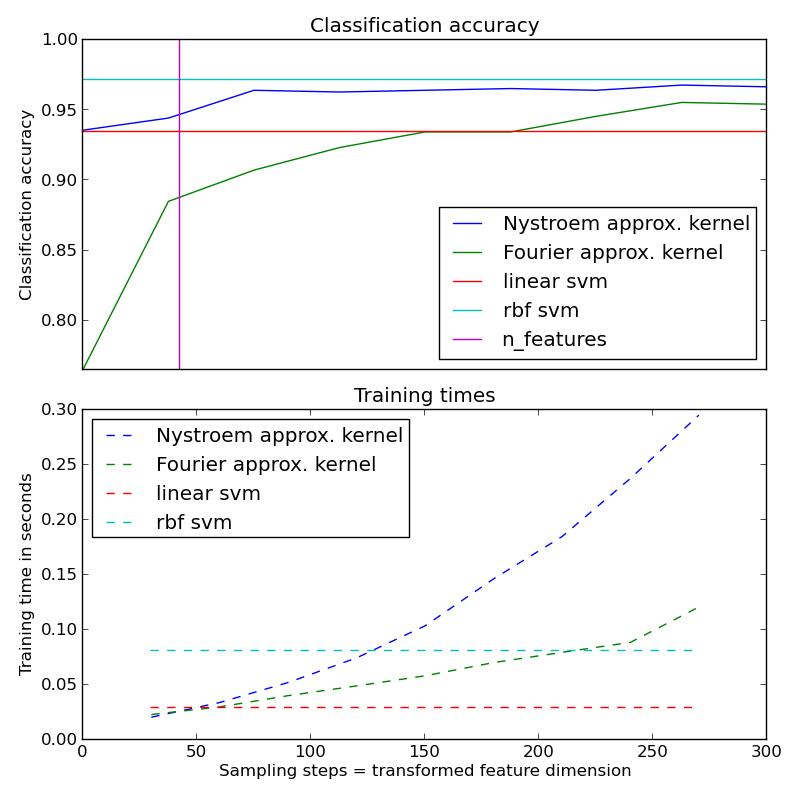 Classification accuracy
1.00
0.95
0.90
0.85
0.80
Classification accuracy
Nystroem approx. kernel
Fourier approx. kernel
linear svm
rbf svm
n_features
Training times
0.30
0.25
0.20
0.15
0.10
0.05
0.00
Training time in seconds
Nystroem approx. kernel
Fourier approx. kernel
linear svm
rbf svm
0 50 100 150 200 250 300
Sampling steps = transformed feature dimension